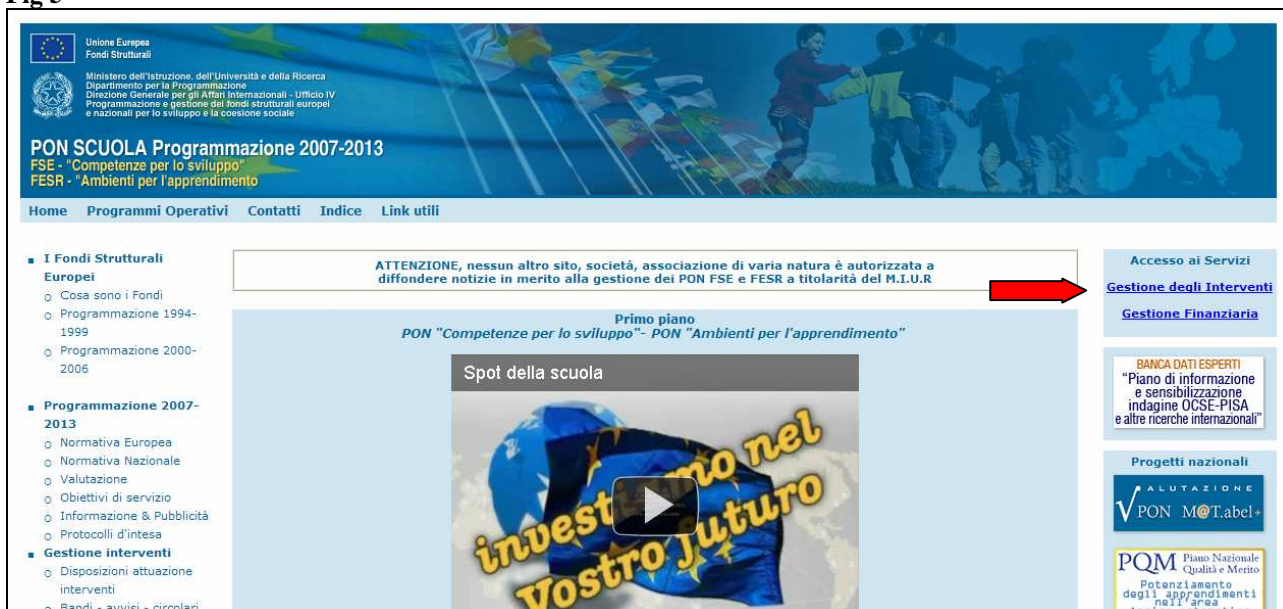 Fig 3
Unione Europea
Fondi Strutturali
Ministero dell'Istruzione. dell'Università e della Ricerca
Dipartimento per la Programmazione
Direzione Generale per gli Affari Internazionali - Ufficio IV
Programmazione e gestione dei fondi strutturali europei
e nazionali per lo sviluppo e la coesione sociale
PON SCUOLA Programmazione 2007-2013
FSE - "Competenze per lo sviluppo"
FESR - "Ambienti per l'apprendimento
Home Programmi Operativi Contatti Indice Link utili
I Fondi Strutturali
Europei
Cosa sono i Fondi
Programmazione 1994-
1999
Programmazione 2000-
2006
Programmazione 2007-
2013
Normativa Europea
Normativa Nazionale
Valutazione
Obiettivi di servizio
Informazione & Pubblicità
Protocolli d'intesa
Gestione interventi
Disposizioni attuazione
interventi
Bandi - avvisi - circolari
ATTENZIONE, nessun altro sito, società, associazione di varia natura è autorizzata a
diffondere notizie in merito alla gestione dei PON FSE e FESR a titolarità del M.I.U.R
Primo piano
PON "Competenze per lo sviluppo"- PON "Ambienti per l'apprendimento"
Spot della scuola
investiamo nel
vostro futuro
Accesso ai Servizi
Gestione degli Interventi
Gestione Finanziaria
BANCA DATI ESPERTI
"Piano di informazione
e sensibilizzazione
indagine OCSE-PISA
e altre ricerche internazionali"
Progetti nazionali
VALUTAZIONE
PON M@T.abel+
PQM Piano Nazionale
Qualità e Merito
Potenziamento
degli apprendimenti
nell'area